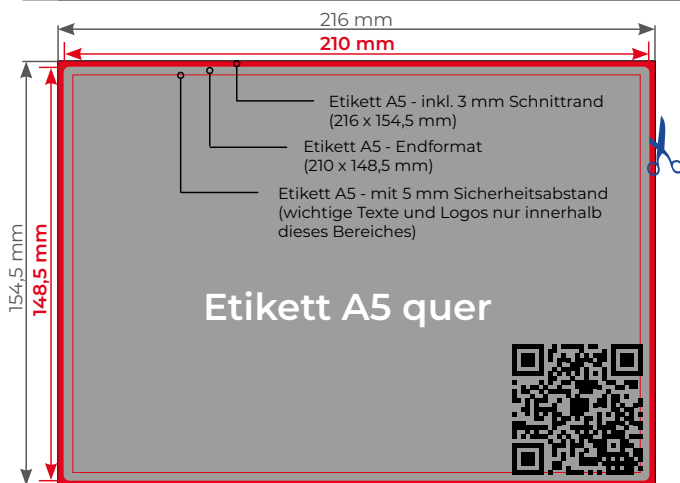 216 mm
210 mm
Etikett A5 - inkl. 3 mm Schnittrand
(216 x 154,5 mm)
Etikett A5 - Endformat
(210 x 148,5 mm)
Etikett A5 - mit 5 mm Sicherheitsabstand
(wichtige Texte und Logos nur innerhalb
dieses Bereiches)
154,5 mm
148,5 mm
Etikett A5 quer